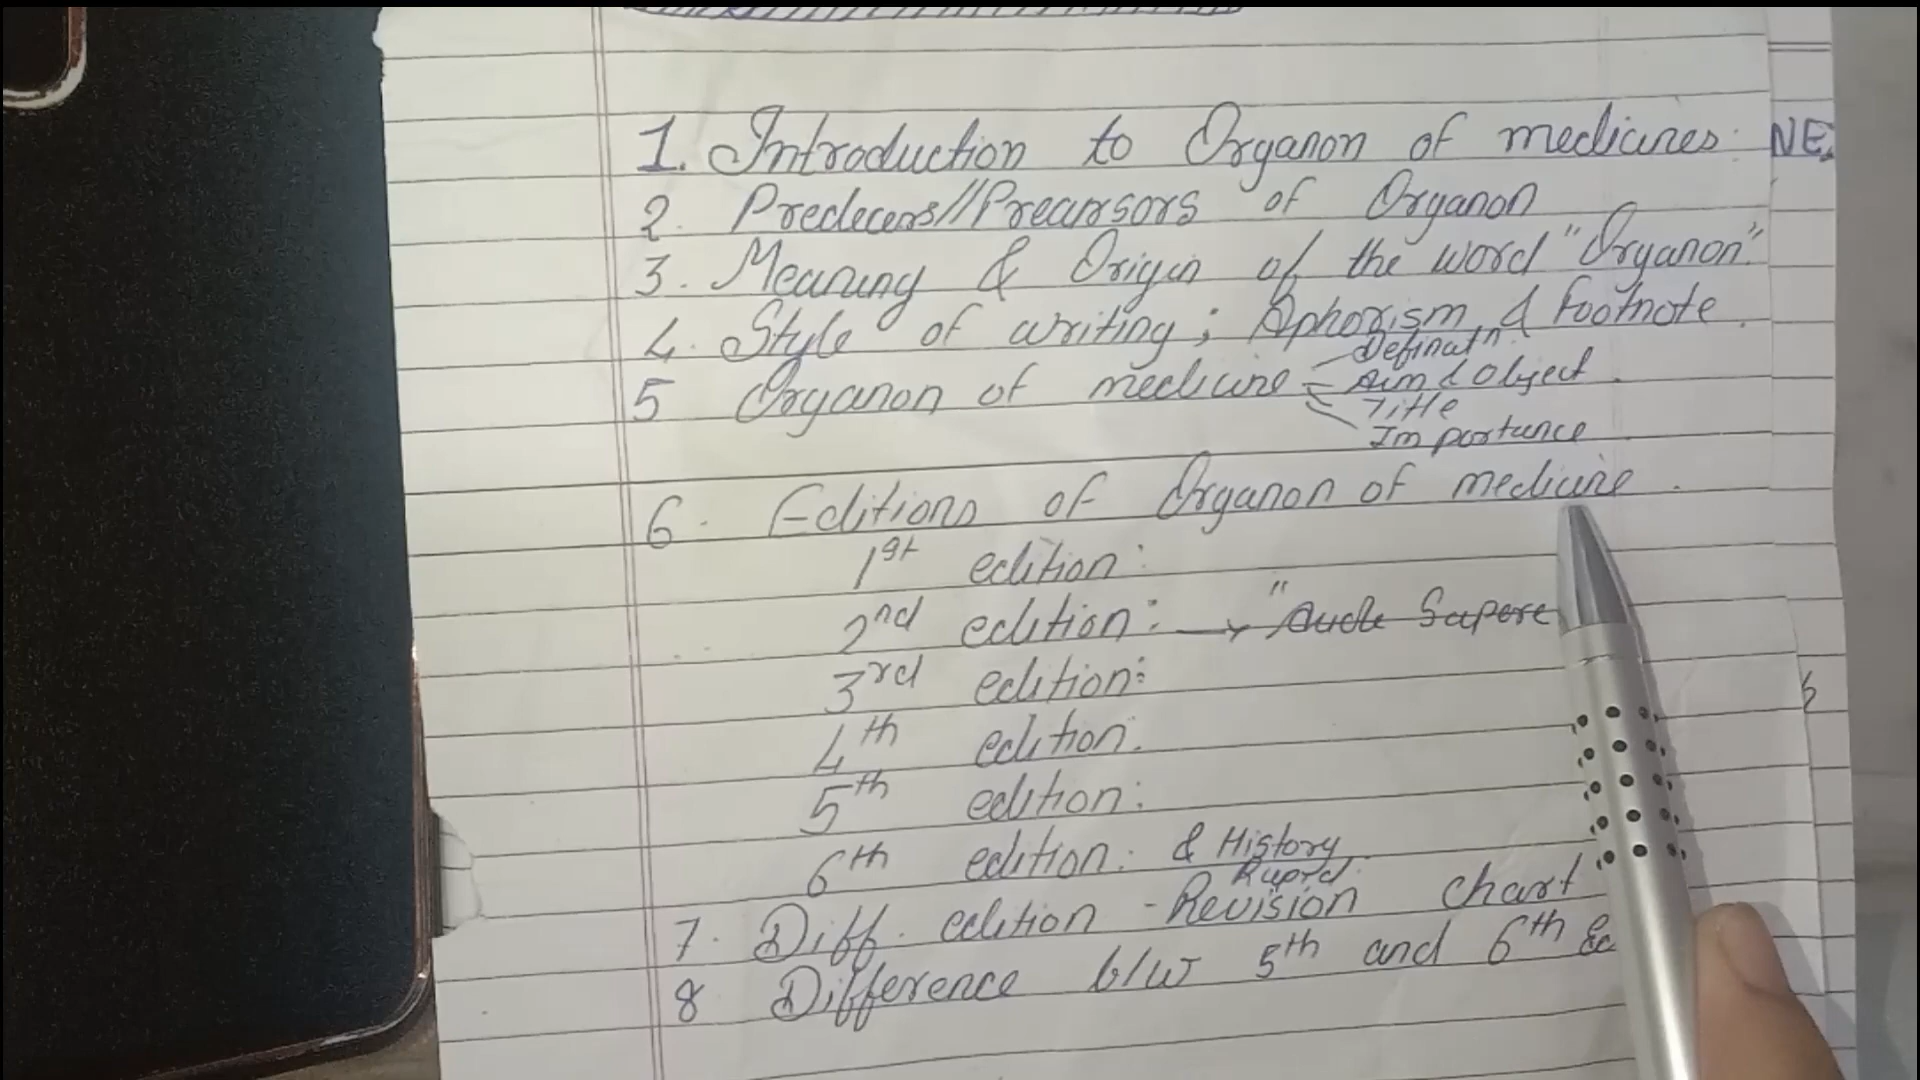 1. Introduction to Organon of medicines. NE.
2. Predecers//Precursors of Organon
3. Meaning & Origin of the word "Organon".
4. Style of writing; Aphorism & Footnote.
5 Organon of medicine
Definatn
Aim & Object.
Title
Importance
6. Editions of Organon of medicine.
1st edition:
2nd edition: → "Aude Sapere
3rd edition:
4th edition.
5th edition:
6th edition: & History
7. Diff. edition - Rapid Revision chart
8 Difference b/w 5th and 6th